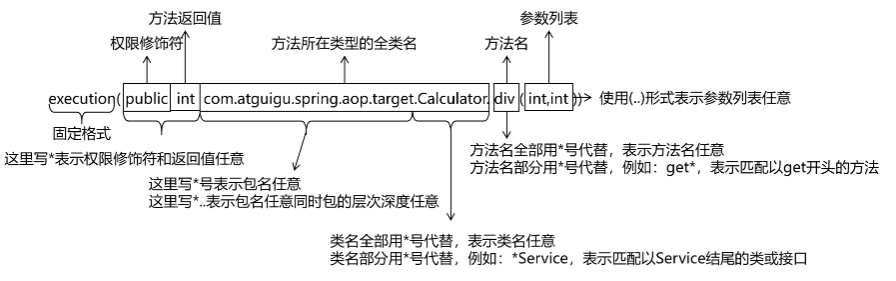 方法返回值
参数列表
权限修饰符
方法所在类型的全类名
方法名
execution(public int com.atguigu.spring.aop.target.Calculator.div(int,int)) 使用(..)形式表示参数列表任意
固定格式
这里写*表示权限修饰符和返回值任意
方法名全部用*号代替，表示方法名任意
方法名部分用*号代替，例如：get*，表示匹配以get开头的方法
这里写*号表示包名任意
这里写*..表示包名任意同时包的层次深度任意
类名全部用*号代替，表示类名任意
类名部分用*号代替，例如：*Service，表示匹配以Service结尾的类或接口